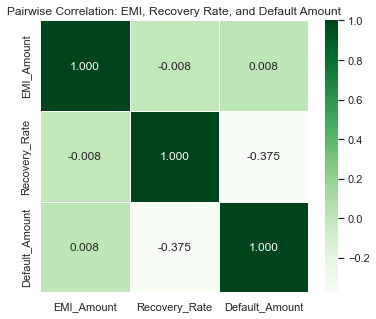 Pairwise Correlation: EMI, Recovery Rate, and Default Amount
EMI_Amount
1.000 -0.008 0.008
Recovery_Rate
-0.008 1.000 -0.375
Default_Amount
0.008 -0.375 1.000
EMI_Amount Recovery_Rate Default_Amount
1.0
0.8
0.6
0.4
0.2
0.0
−0.2